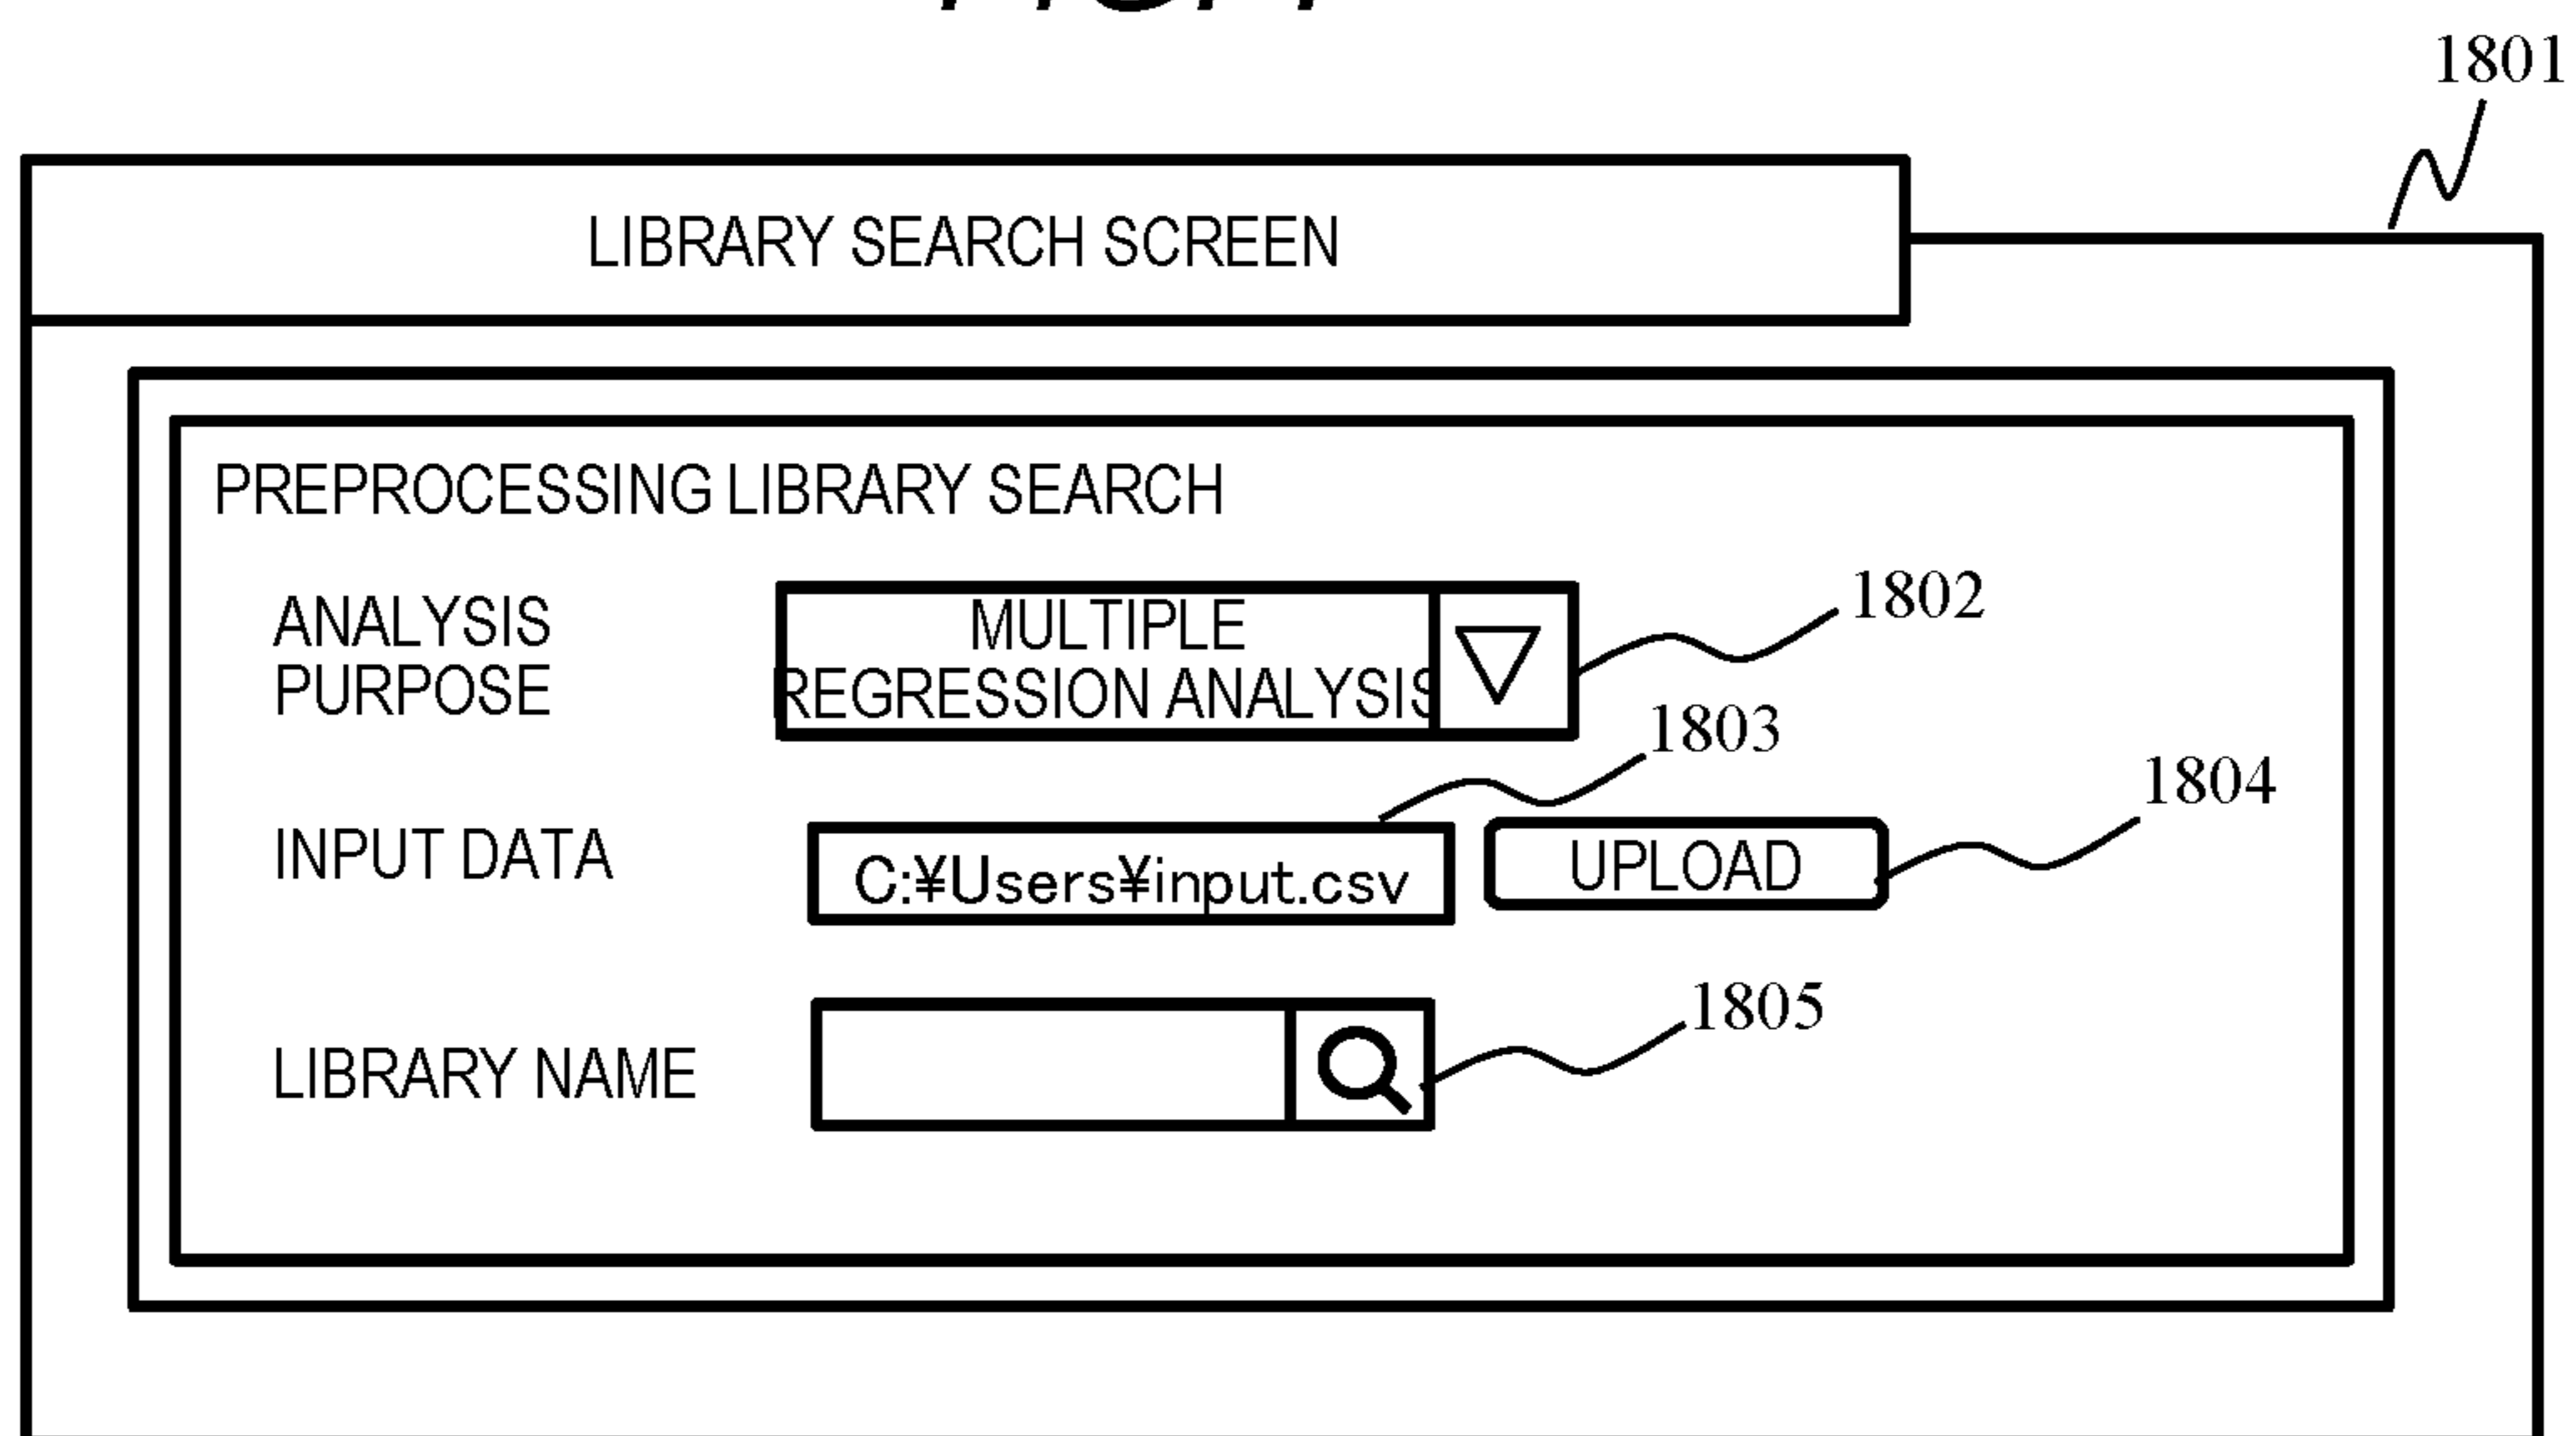 1801
LIBRARY SEARCH SCREEN
PREPROCESSING LIBRARY SEARCH
ANALYSIS
PURPOSE
MULTIPLE
REGRESSION ANALYSIS
1802
1803
INPUT DATA
C:¥Users¥input.csv
UPLOAD
1804
LIBRARY NAME
1805